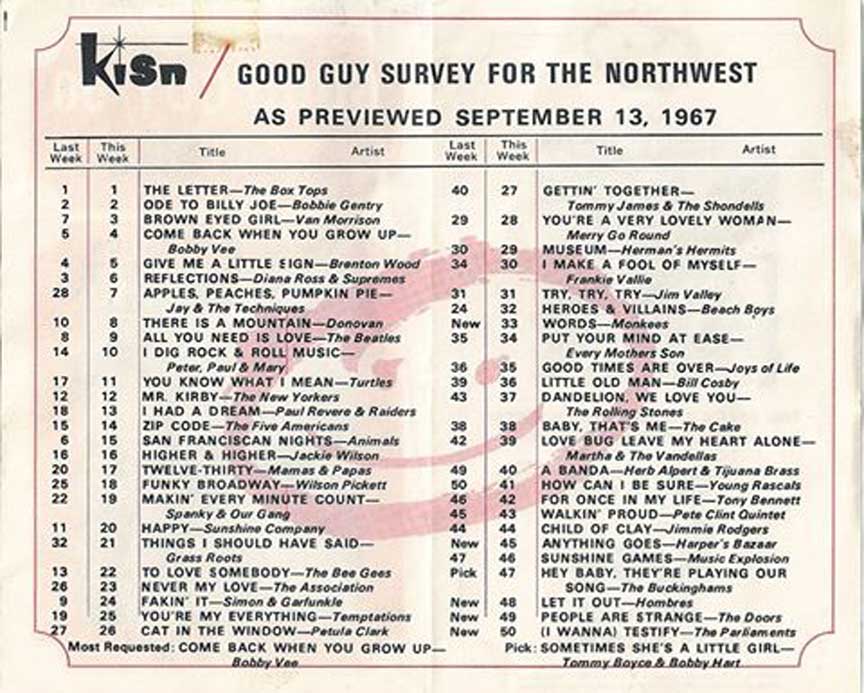 KiSn / GOOD GUY SURVEY FOR THE NORTHWEST
AS PREVIEWED SEPTEMBER 13, 1967
Last Week This Week Title Artist
1 1 THE LETTER—The Box Tops
2 2 ODE TO BILLY JOE—Bobbie Gentry
7 3 BROWN EYED GIRL—Van Morrison
5 4 COME BACK WHEN YOU GROW UP—
Bobby Vee
4 5 GIVE ME A LITTLE SIGN—Brenton Wood
3 6 REFLECTIONS—Diana Ross & Supremes
28 7 APPLES, PEACHES, PUMPKIN PIE—
Jay & The Techniques
10 8 THERE IS A MOUNTAIN—Donovan
8 9 ALL YOU NEED IS LOVE—The Beatles
14 10 I DIG ROCK & ROLL MUSIC—
Peter, Paul & Mary
17 11 YOU KNOW WHAT I MEAN—Turtles
12 12 MR. KIRBY—The New Yorkers
18 13 I HAD A DREAM—Paul Revere & Raiders
15 14 ZIP CODE—The Five Americans
6 15 SAN FRANCISCAN NIGHTS—Animals
16 16 HIGHER & HIGHER—Jackie Wilson
20 17 TWELVE-THIRTY—Mamas & Papas
25 18 FUNKY BROADWAY—Wilson Pickett
22 19 MAKIN' EVERY MINUTE COUNT—
Spanky & Our Gang
11 20 HAPPY—Sunshine Company
32 21 THINGS I SHOULD HAVE SAID—
Grass Roots
13 22 TO LOVE SOMEBODY—The Bee Gees
26 23 NEVER MY LOVE—The Association
9 24 FAKIN' IT—Simon & Garfunkle
19 25 YOU'RE MY EVERYTHING—Temptations
27 26 CAT IN THE WINDOW—Petula Clark
Most Requested: COME BACK WHEN YOU GROW UP—
Bobby Vee
Last Week This Week Title Artist
40 27 GETTIN' TOGETHER—
Tommy James & The Shondells
29 28 YOU'RE A VERY LOVELY WOMAN—
Merry Go Round
30 29 MUSEUM—Herman's Hermits
34 30 I MAKE A FOOL OF MYSELF—
Frankie Vallie
31 31 TRY, TRY, TRY—Jim Valley
24 32 HEROES & VILLAINS—Beach Boys
New 33 WORDS—Monkees
35 34 PUT YOUR MIND AT EASE—
Every Mothers Son
36 35 GOOD TIMES ARE OVER—Joys of Life
39 36 LITTLE OLD MAN—Bill Cosby
43 37 DANDELION, WE LOVE YOU—
The Rolling Stones
38 38 BABY, THAT'S ME—The Cake
42 39 LOVE BUG LEAVE MY HEART ALONE—
Martha & The Vandellas
49 40 A BANDA—Herb Alpert & Tijuana Brass
50 41 HOW CAN I BE SURE—Young Rascals
46 42 FOR ONCE IN MY LIFE—Tony Bennett
45 43 WALKIN' PROUD—Pete Clint Quintet
44 44 CHILD OF CLAY—Jimmie Rodgers
New 45 ANYTHING GOES—Harper's Bazaar
47 46 SUNSHINE GAMES—Music Explosion
Pick 47 HEY BABY, THEY'RE PLAYING OUR
SONG—The Buckinghams
New 48 LET IT OUT—Hombres
New 49 PEOPLE ARE STRANGE—The Doors
New 50 (I WANNA) TESTIFY—The Parliaments
Pick: SOMETIMES SHE'S A LITTLE GIRL—
Tommy Boyce & Bobby Hart